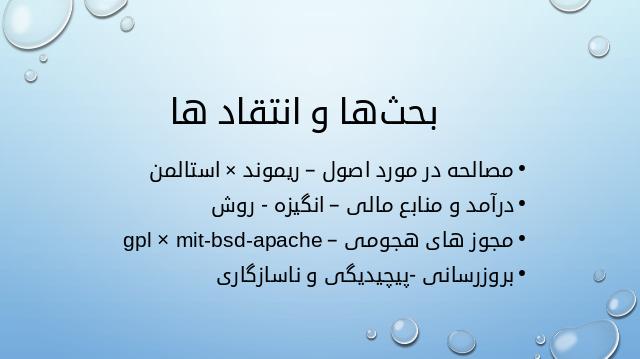 بحث‌ها و انتقاد ها
• مصالحه در مورد اصول – ریموند × استالمن
• درآمد و منابع مالی – انگیزه - روش
• مجوز های هجومی – gpl × mit-bsd-apache
• بروزرسانی -پیچیدیگی و ناسازگاری